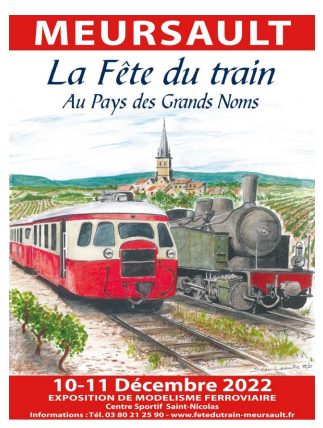 MEURSAULT
La Fête du train
Au Pays des Grands Noms
10-11 Décembre 2022
EXPOSITION DE MODELISME FERROVIAIRE
Centre Sportif Saint-Nicolas
Informations : Tél. 03 80 21 25 90 - www.fetedutrain-meursault.fr